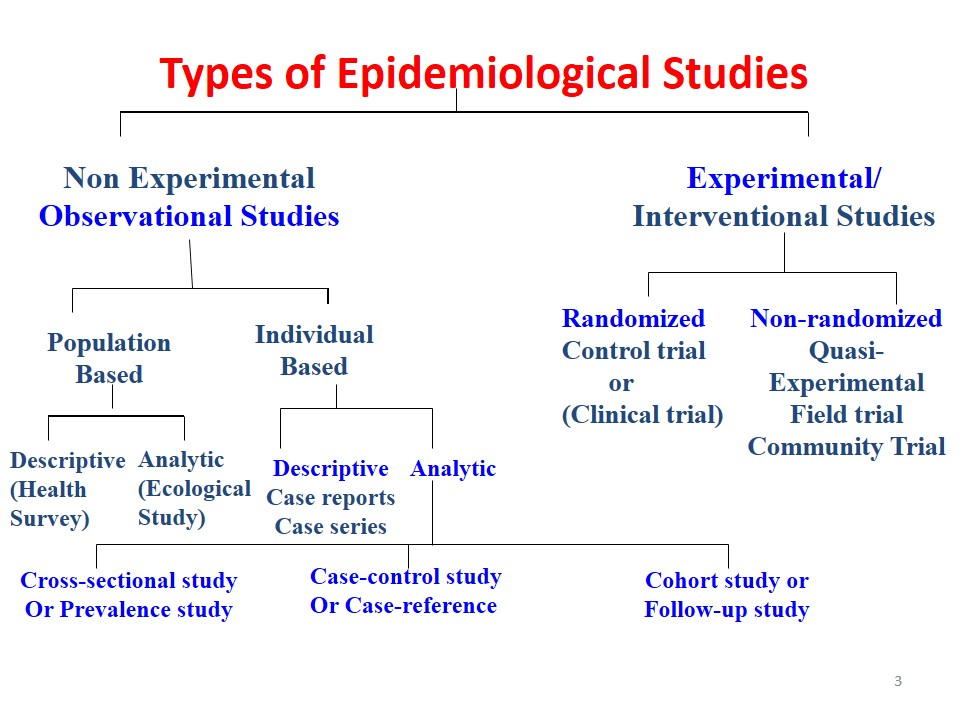 Types of Epidemiological Studies
Non Experimental
Observational Studies
Experimental/
Interventional Studies
Population
Based
Individual
Based
Randomized
Control trial
or
(Clinical trial)
Non-randomized
Quasi-
Experimental
Field trial
Community Trial
Descriptive
(Health
Survey)
Analytic
(Ecological
Study)
Descriptive
Case reports
Case series
Analytic
Cross-sectional study
Or Prevalence study
Case-control study
Or Case-reference
Cohort study or
Follow-up study
3